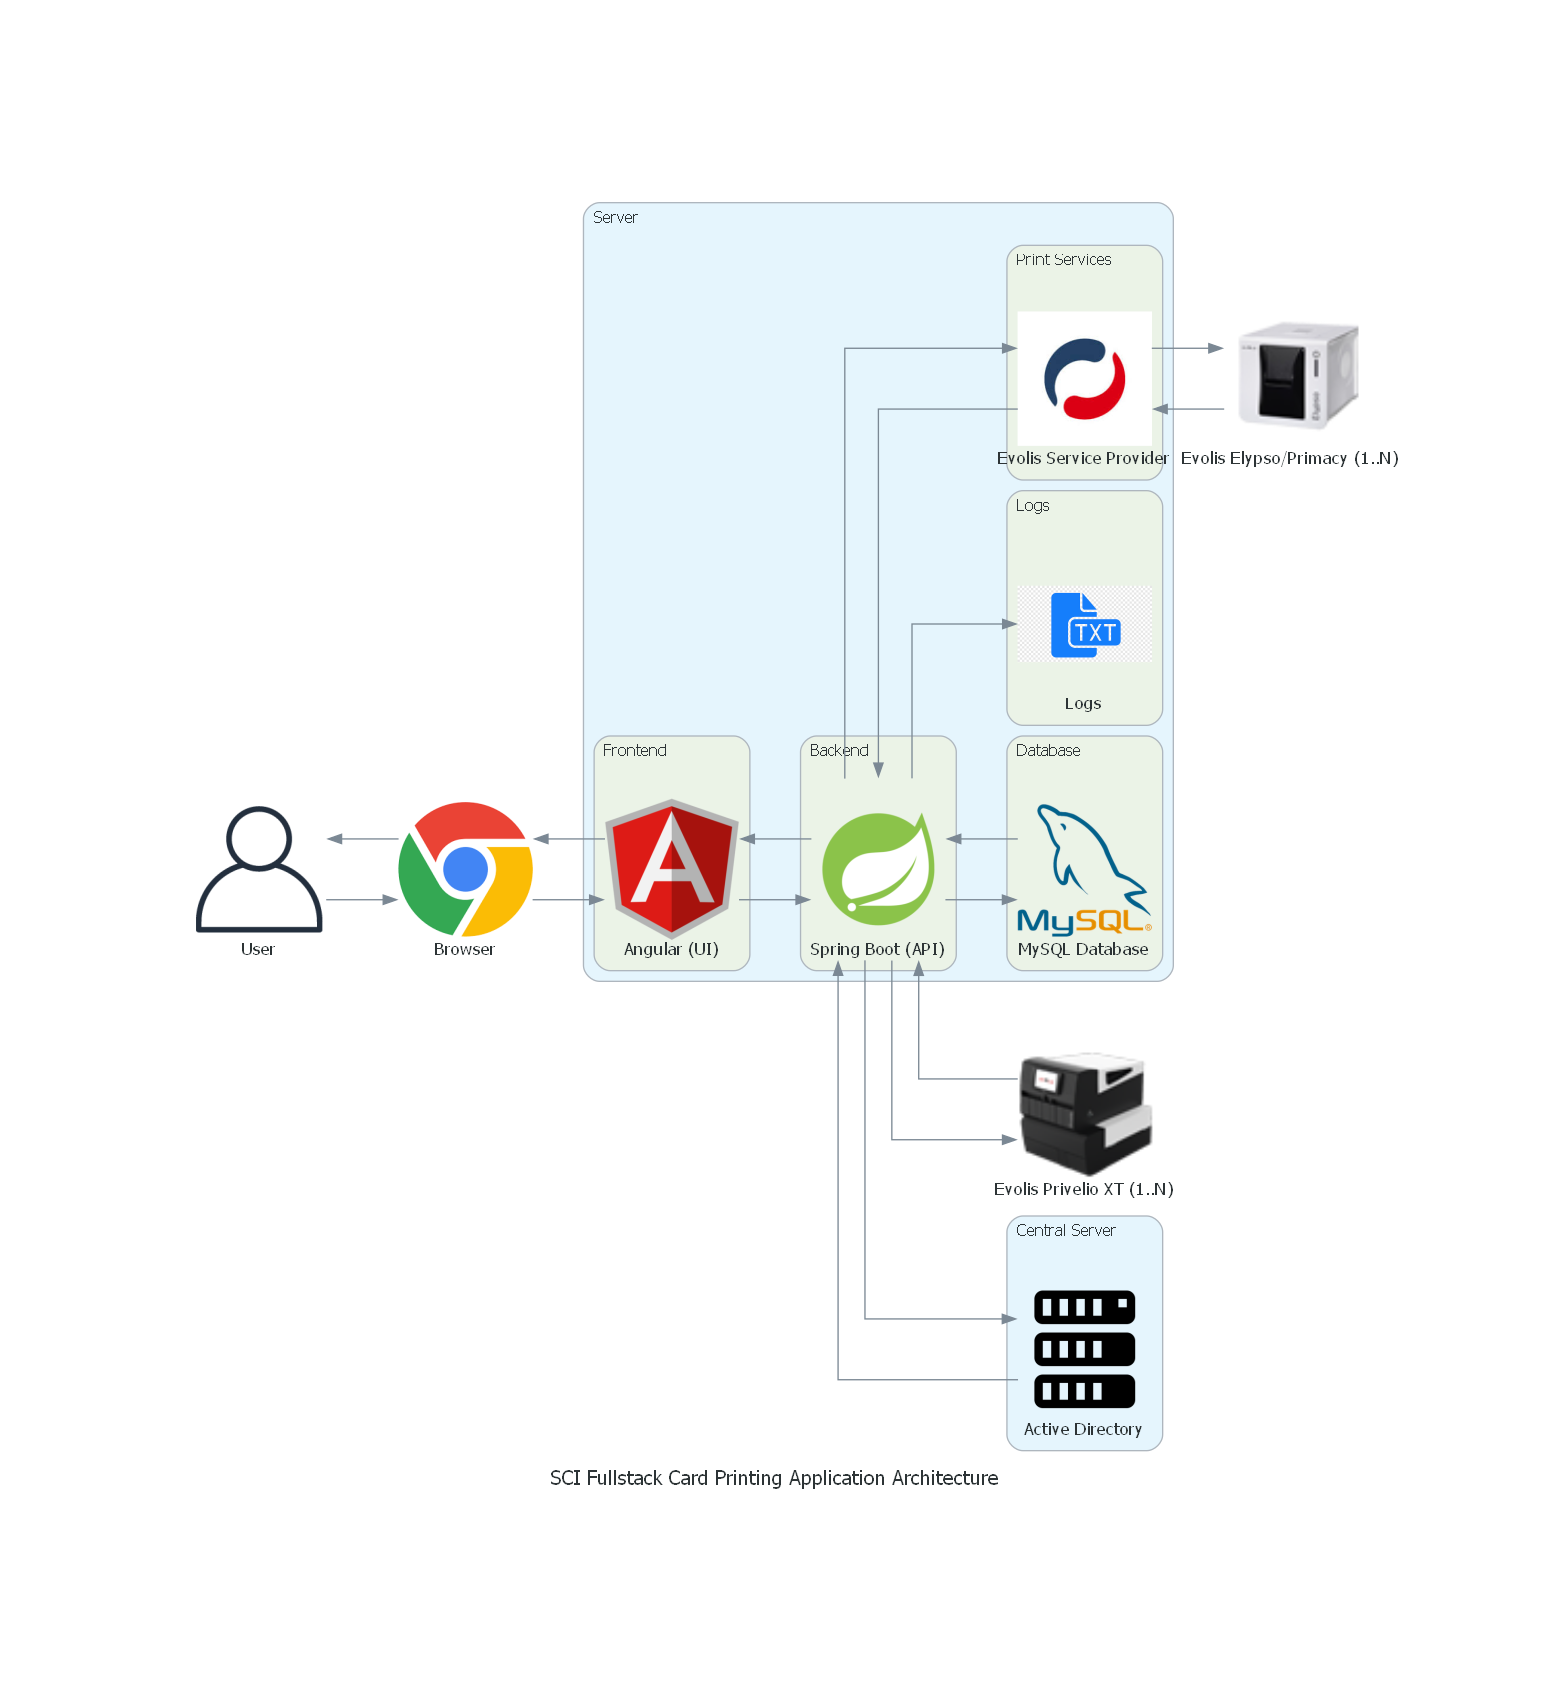 Server
Print Services
Evolis Service Provider
Evolis Elypso/Primacy (1..N)
Logs
TXT
Logs
Frontend
Backend
Database
MySQL®
User
Browser
Angular (UI)
Spring Boot (API)
MySQL Database
Evolis Privelio XT (1..N)
Central Server
Active Directory
SCI Fullstack Card Printing Application Architecture